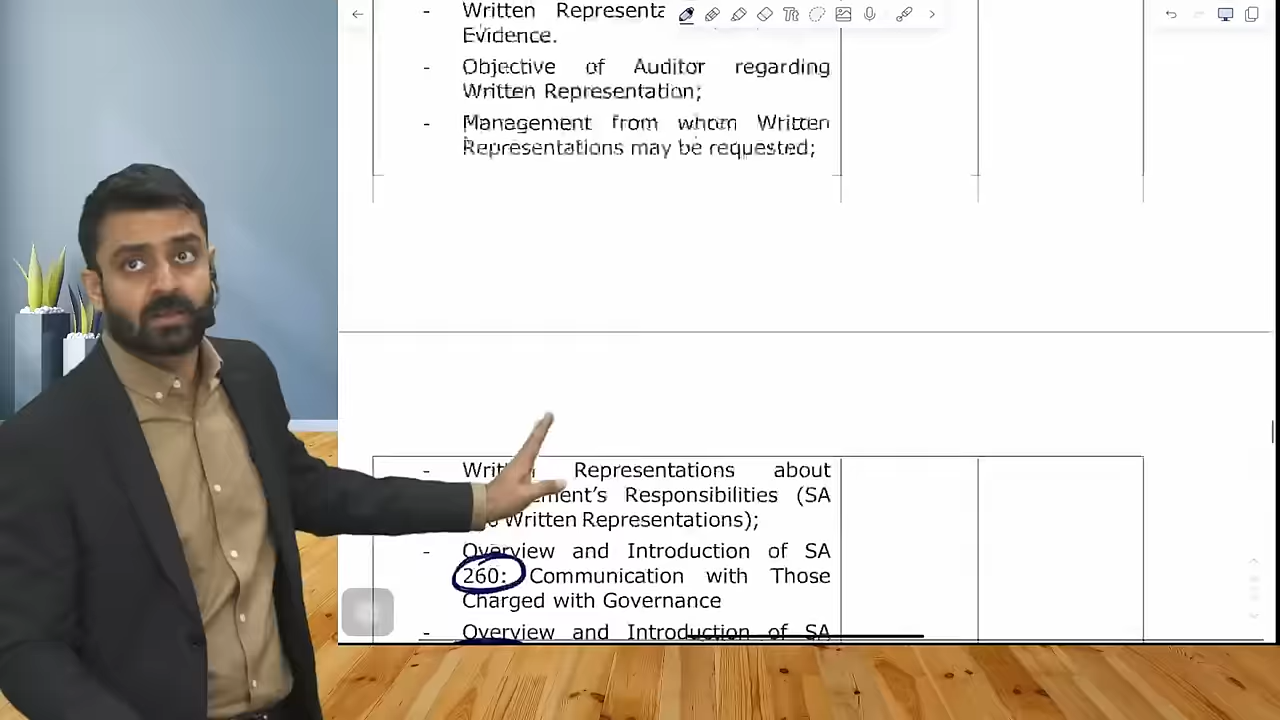 - Written
Evidence.
- Objective of Auditor regarding
Written Representation;
- Management from whom Written
Representations may be requested;
- Representations about
Responsibilities (SA
Written Representations);
- Overview and Introduction of SA
260: Communication with Those
Charged with Governance
- Overview and Introduction of SA